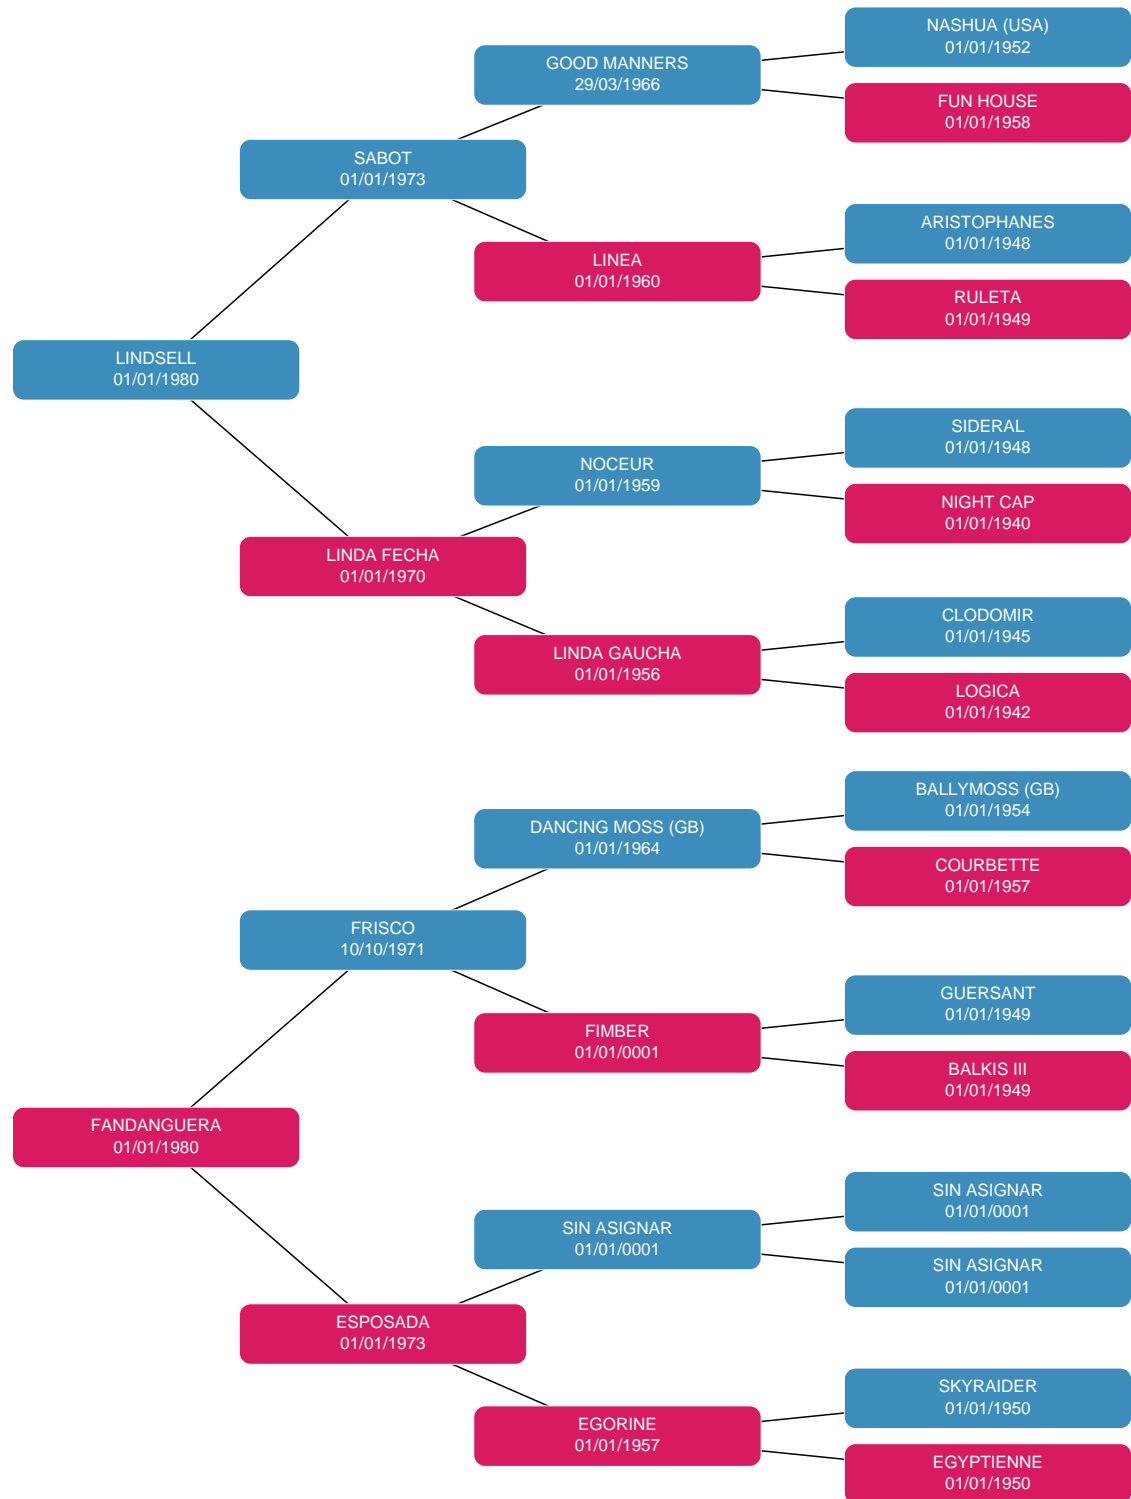 NASHUA (USA)
01/01/1952
GOOD MANNERS
29/03/1966
FUN HOUSE
01/01/1958
SABOT
01/01/1973
ARISTOPHANES
01/01/1948
LINEA
01/01/1960
RULETA
01/01/1949
LINDSELL
01/01/1980
SIDERAL
01/01/1948
NOCEUR
01/01/1959
NIGHT CAP
01/01/1940
LINDA FECHA
01/01/1970
CLODOMIR
01/01/1945
LINDA GAUCHA
01/01/1956
LOGICA
01/01/1942
BALLYMOSS (GB)
01/01/1954
DANCING MOSS (GB)
01/01/1964
COURBETTE
01/01/1957
FRISCO
10/10/1971
GUERSANT
01/01/1949
FIMBER
01/01/0001
BALKIS III
01/01/1949
FANDANGUERA
01/01/1980
SIN ASIGNAR
01/01/0001
SIN ASIGNAR
01/01/0001
SIN ASIGNAR
01/01/0001
ESPOSADA
01/01/1973
SKYRAIDER
01/01/1950
EGORINE
01/01/1957
EGYPTIENNE
01/01/1950